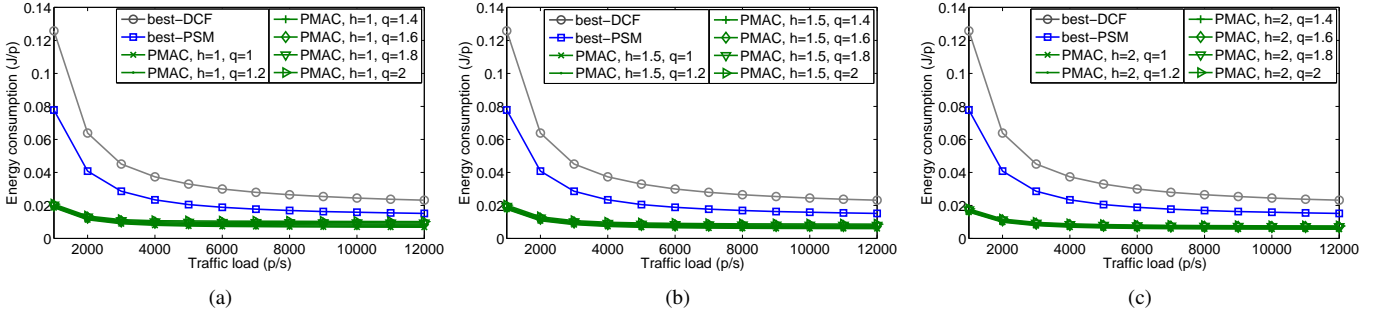 Energy consumption (J/p)
0.14
0.12
0.1
0.08
0.06
0.04
0.02
0
best−DCF
best−PSM
PMAC, h=1, q=1
PMAC, h=1, q=1.2
PMAC, h=1, q=1.4
PMAC, h=1, q=1.6
PMAC, h=1, q=1.8
PMAC, h=1, q=2
2000 4000 6000 8000 10000 12000
Traffic load (p/s)
(a)
Energy consumption (J/p)
0.14
0.12
0.1
0.08
0.06
0.04
0.02
0
best−DCF
best−PSM
PMAC, h=1.5, q=1
PMAC, h=1.5, q=1.2
PMAC, h=1.5, q=1.4
PMAC, h=1.5, q=1.6
PMAC, h=1.5, q=1.8
PMAC, h=1.5, q=2
2000 4000 6000 8000 10000 12000
Traffic load (p/s)
(b)
Energy consumption (J/p)
0.14
0.12
0.1
0.08
0.06
0.04
0.02
0
best−DCF
best−PSM
PMAC, h=2, q=1
PMAC, h=2, q=1.2
PMAC, h=2, q=1.4
PMAC, h=2, q=1.6
PMAC, h=2, q=1.8
PMAC, h=2, q=2
2000 4000 6000 8000 10000 12000
Traffic load (p/s)
(c)